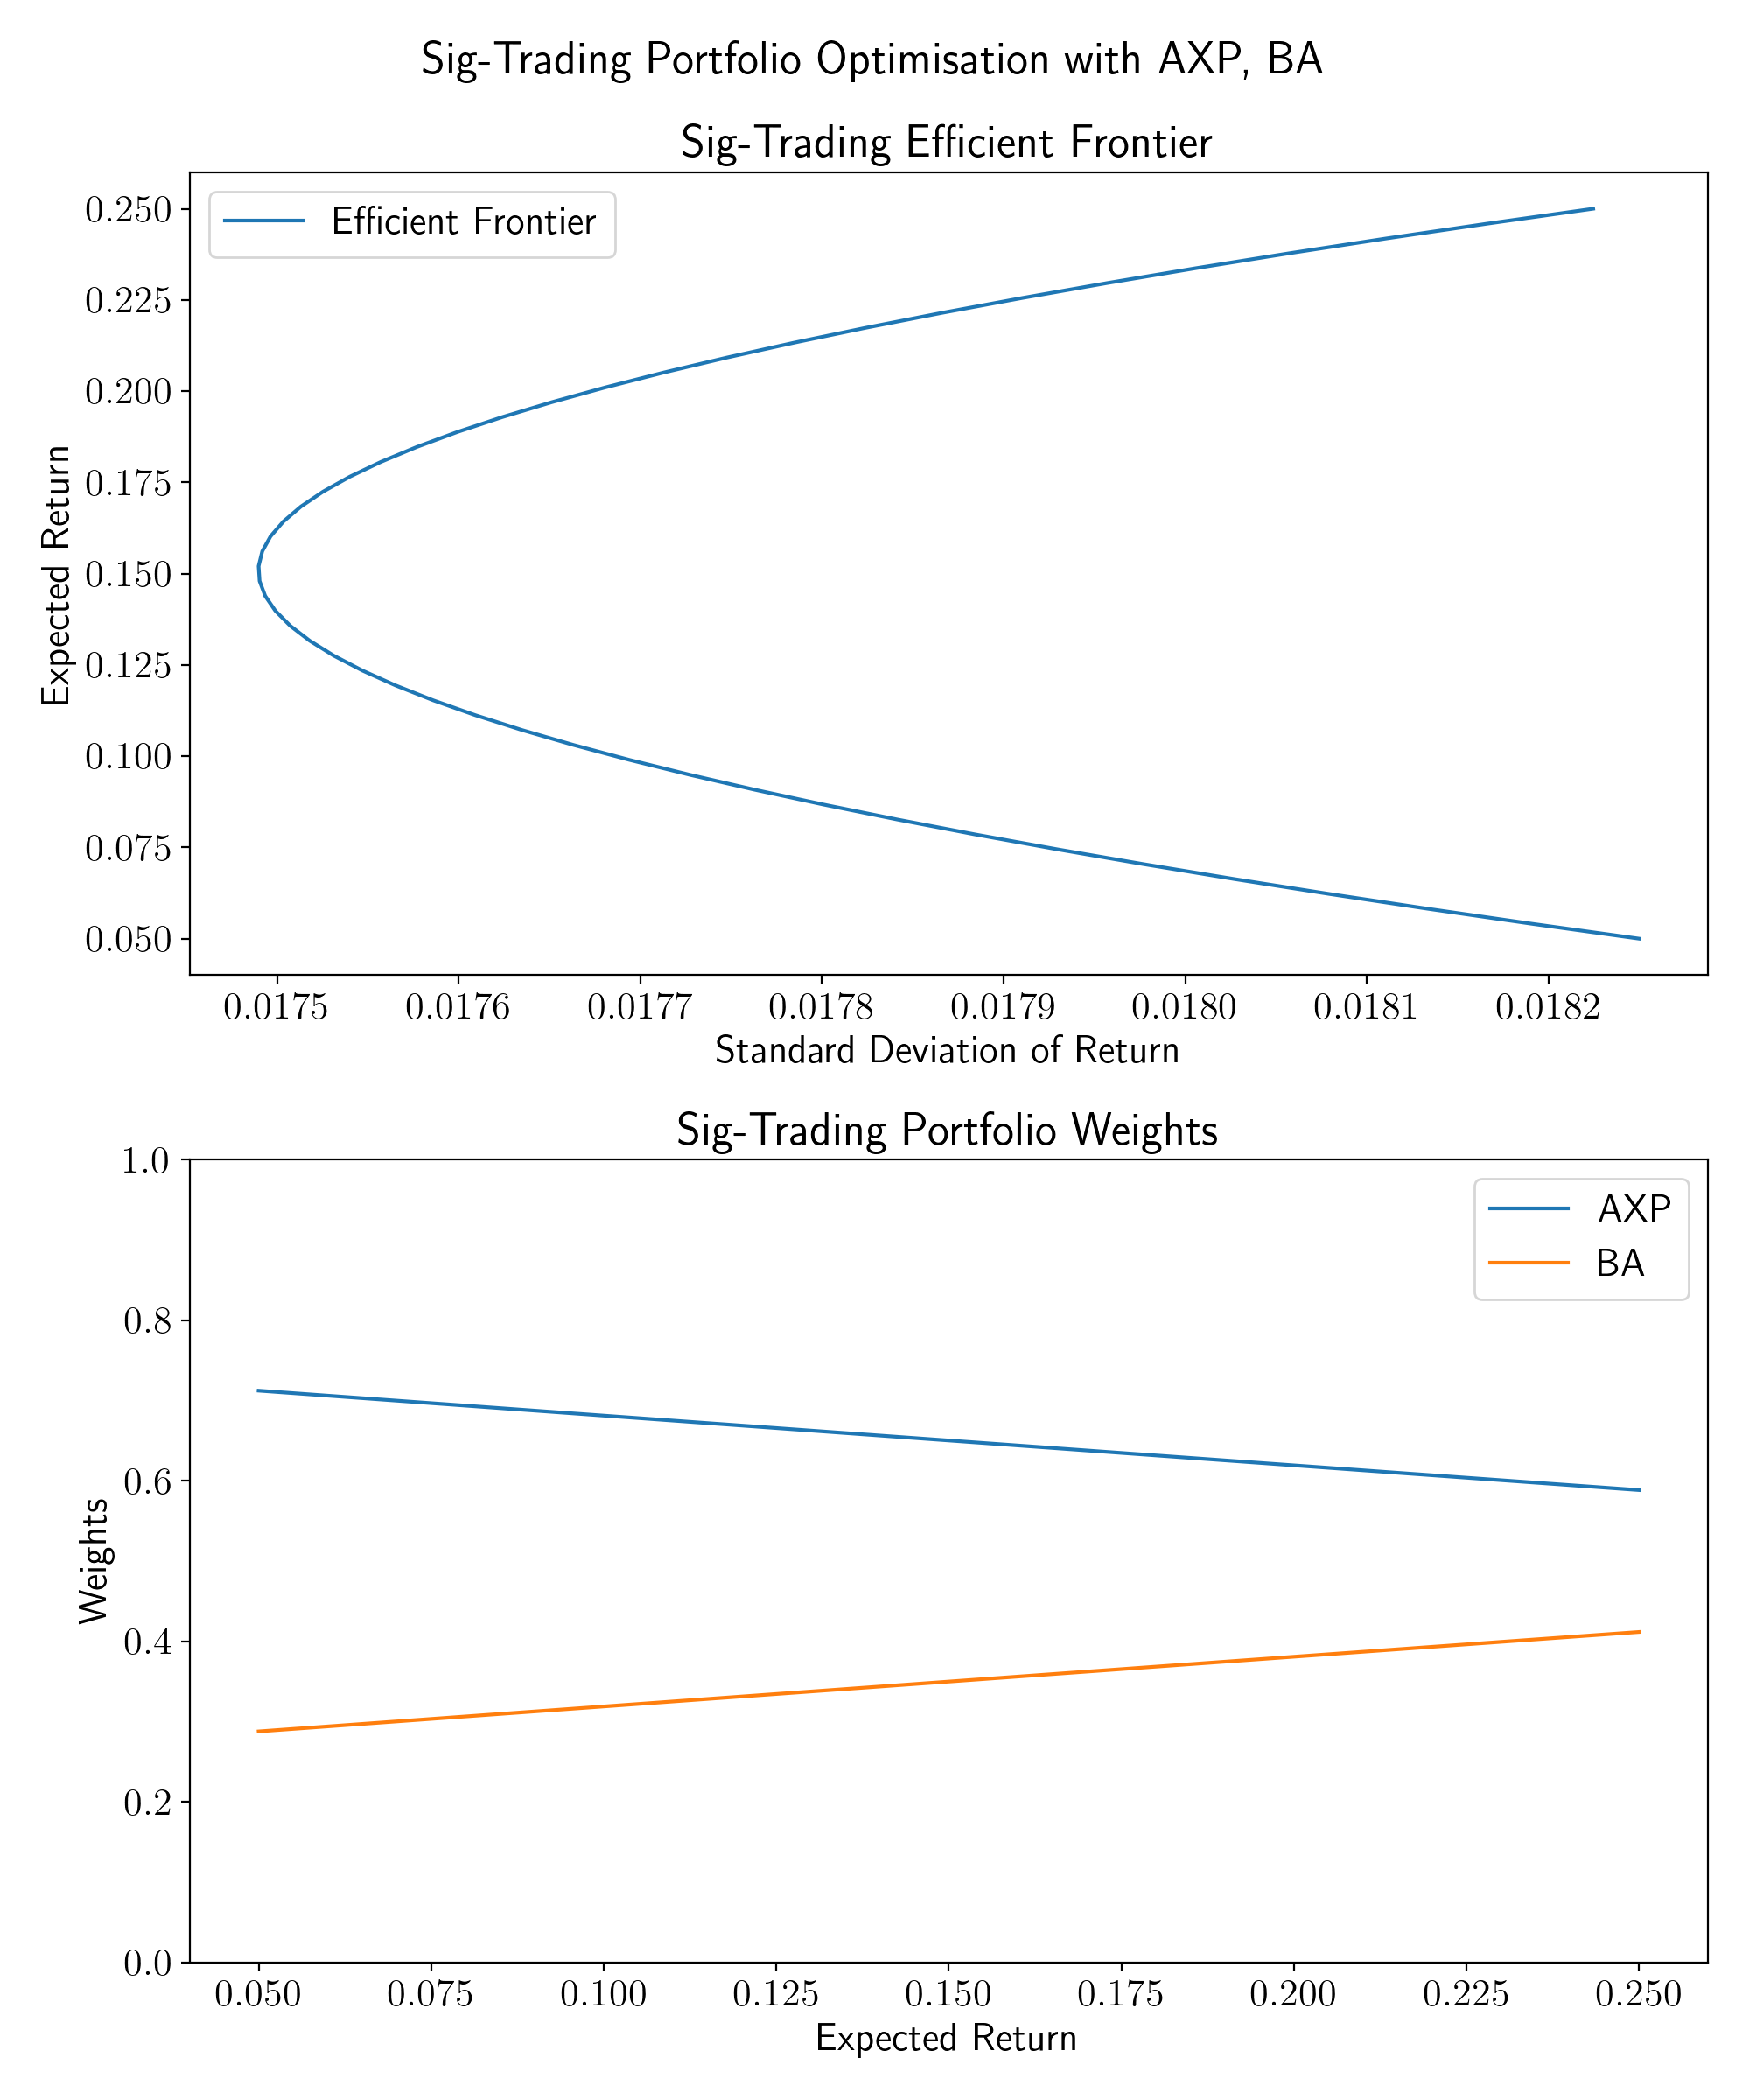 Sig-Trading Portfolio Optimisation with AXP, BA
Sig-Trading Efficient Frontier
Efficient Frontier
Expected Return
0.250
0.225
0.200
0.175
0.150
0.125
0.100
0.075
0.050
0.0175 0.0176 0.0177 0.0178 0.0179 0.0180 0.0181 0.0182
Standard Deviation of Return
Sig-Trading Portfolio Weights
AXP
BA
Weights
1.0
0.8
0.6
0.4
0.2
0.0
0.050 0.075 0.100 0.125 0.150 0.175 0.200 0.225 0.250
Expected Return